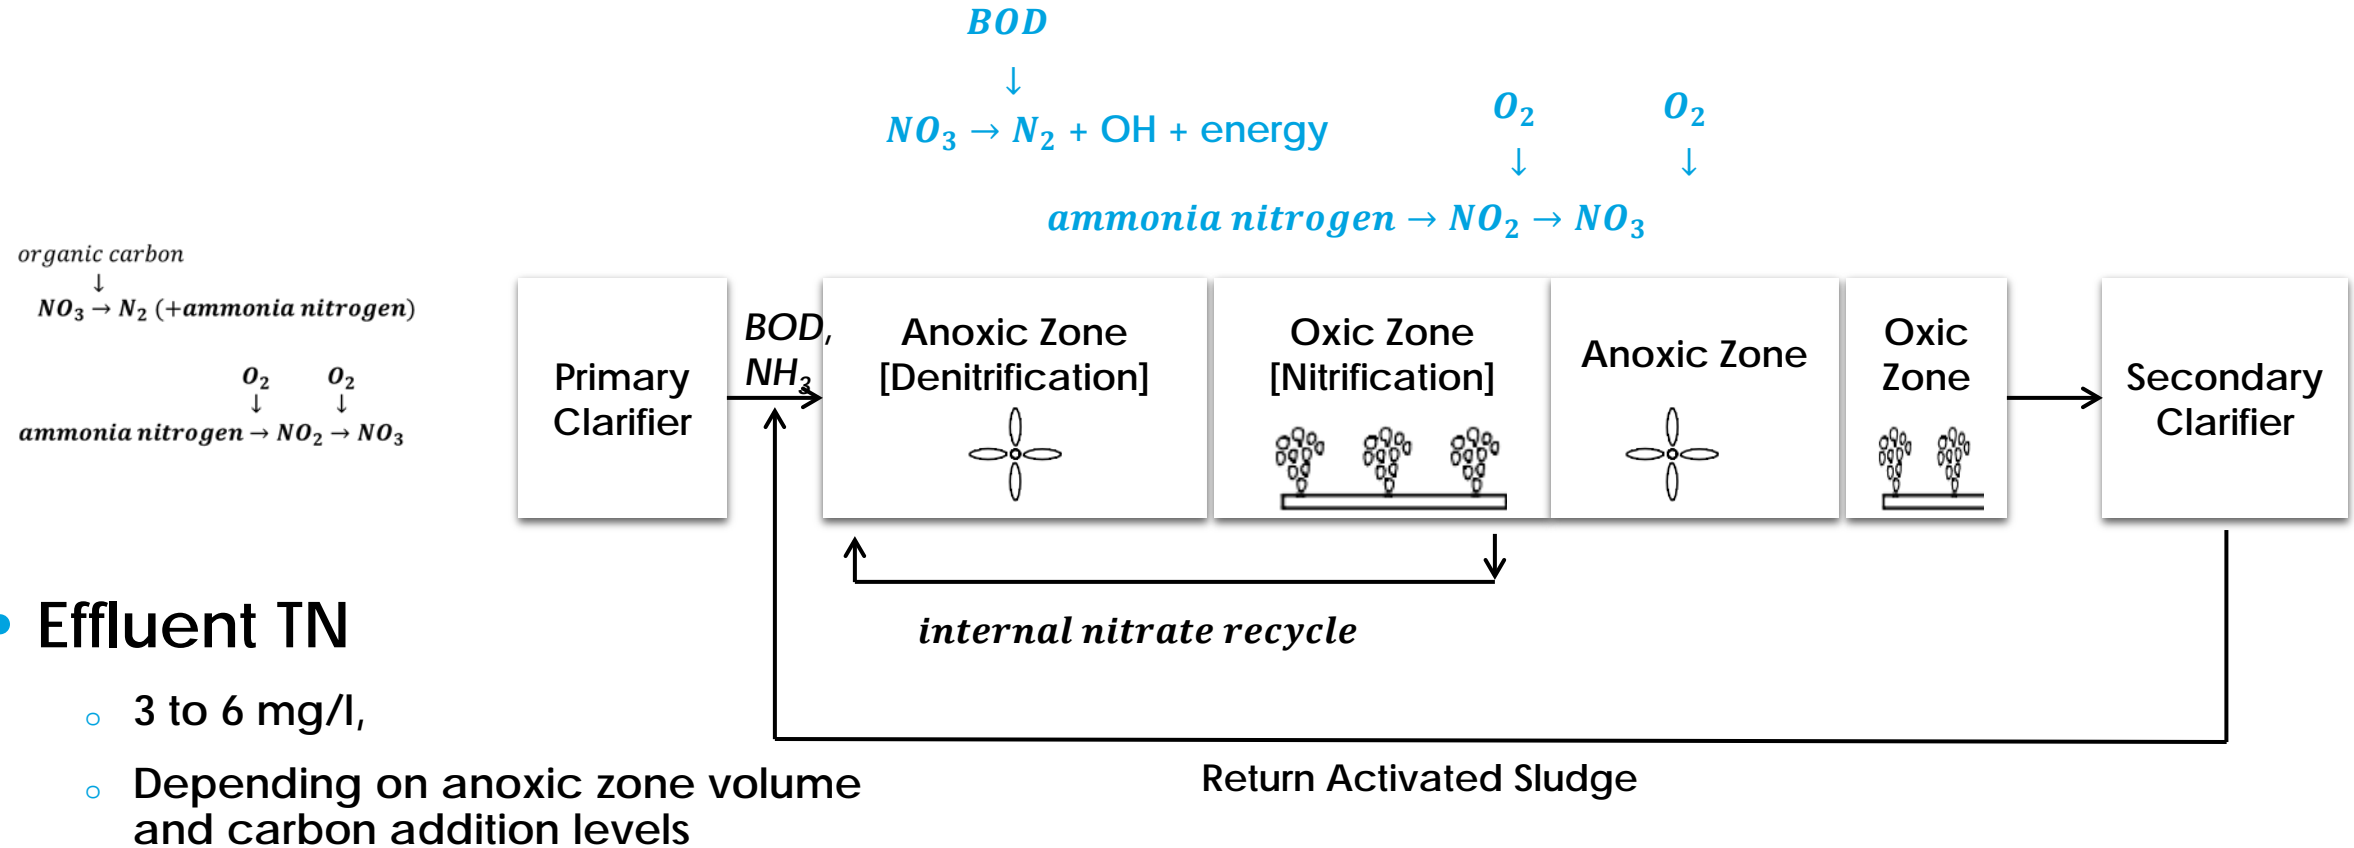 BOD
↓
NO₃ → N₂ + OH + energy
O₂ O₂
↓ ↓
ammonia nitrogen → NO₂ → NO₃
organic carbon
↓
NO₃ → N₂ (+ammonia nitrogen)
O₂ O₂
↓ ↓
ammonia nitrogen → NO₂ → NO₃
Primary
Clarifier
BOD,
NH₃
Anoxic Zone
[Denitrification]
Oxic Zone
[Nitrification]
Anoxic Zone
Oxic
Zone
Secondary
Clarifier
internal nitrate recycle
Return Activated Sludge
• Effluent TN
○ 3 to 6 mg/l,
○ Depending on anoxic zone volume
and carbon addition levels